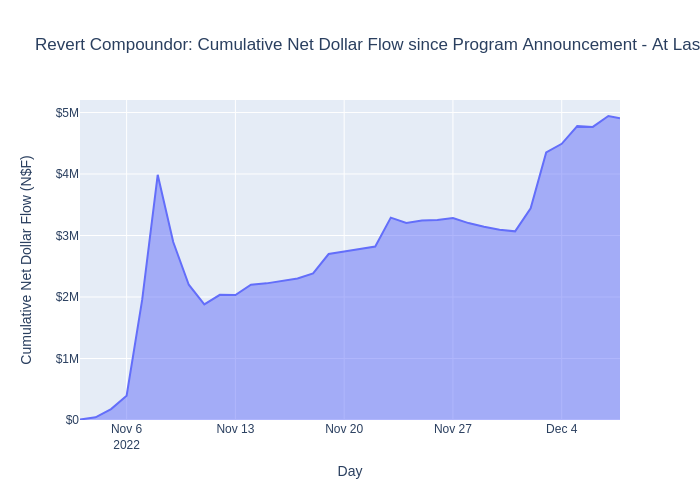 Revert Compoundor: Cumulative Net Dollar Flow since Program Announcement - At
Cumulative Net Dollar Flow (N$F)
$5M
$4M
$3M
$2M
$1M
$0
Nov 6
2022
Nov 13
Nov 20
Nov 27
Dec 4
Day